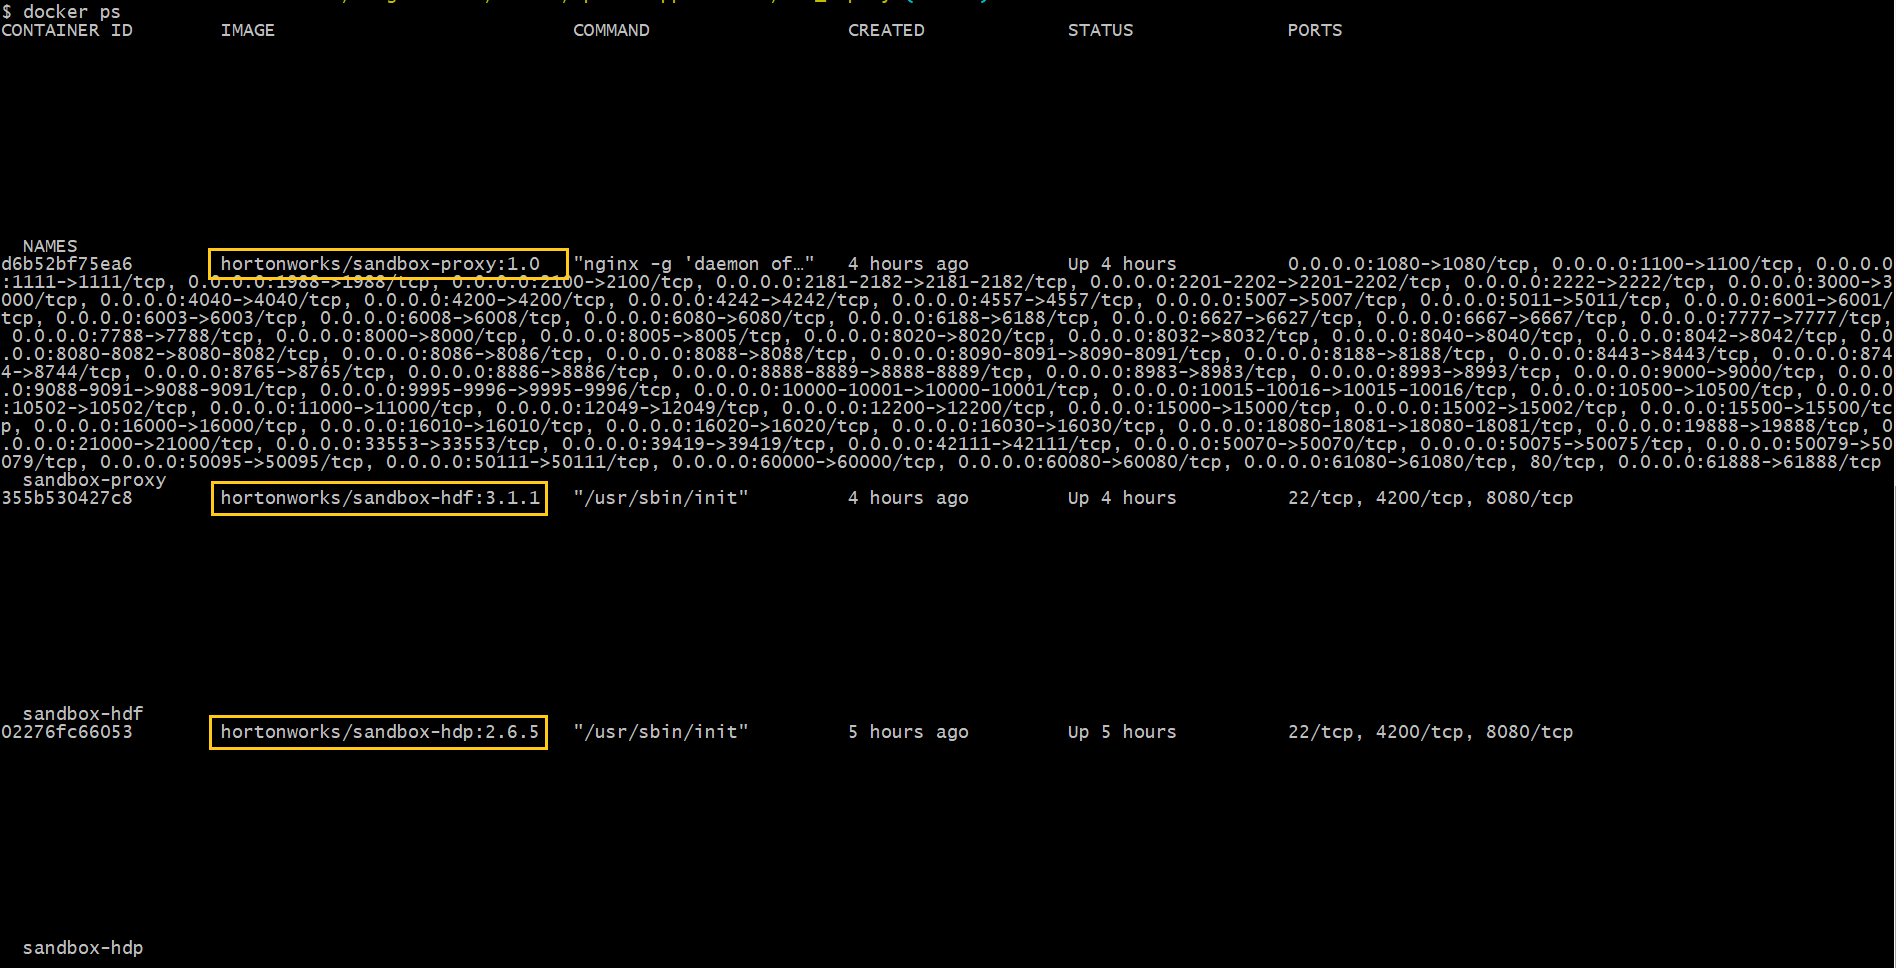 $ docker ps
CONTAINER ID        IMAGE                           COMMAND                  CREATED             STATUS              PORTS
  NAMES
d6b52bf75ea6        hortonworks/sandbox-proxy:1.0   "nginx -g 'daemon of…"   4 hours ago         Up 4 hours          0.0.0.0:1080->1080/tcp, 0.0.0.0:1100->1100/tcp, 0.0.0.0
:1111->1111/tcp, 0.0.0.0:1988->1988/tcp, 0.0.0.0:2100->2100/tcp, 0.0.0.0:2181-2182->2181-2182/tcp, 0.0.0.0:2201-2202->2201-2202/tcp, 0.0.0.0:2222->2222/tcp, 0.0.0.0:3000->3
000/tcp, 0.0.0.0:4040->4040/tcp, 0.0.0.0:4200->4200/tcp, 0.0.0.0:4242->4242/tcp, 0.0.0.0:4557->4557/tcp, 0.0.0.0:5007->5007/tcp, 0.0.0.0:5011->5011/tcp, 0.0.0.0:6001->6001/
tcp, 0.0.0.0:6003->6003/tcp, 0.0.0.0:6008->6008/tcp, 0.0.0.0:6080->6080/tcp, 0.0.0.0:6188->6188/tcp, 0.0.0.0:6627->6627/tcp, 0.0.0.0:6667->6667/tcp, 0.0.0.0:7777->7777/tcp,
 0.0.0.0:7788->7788/tcp, 0.0.0.0:8000->8000/tcp, 0.0.0.0:8005->8005/tcp, 0.0.0.0:8020->8020/tcp, 0.0.0.0:8032->8032/tcp, 0.0.0.0:8040->8040/tcp, 0.0.0.0:8042->8042/tcp, 0.0
.0.0:8080-8082->8080-8082/tcp, 0.0.0.0:8086->8086/tcp, 0.0.0.0:8088->8088/tcp, 0.0.0.0:8090-8091->8090-8091/tcp, 0.0.0.0:8188->8188/tcp, 0.0.0.0:8443->8443/tcp, 0.0.0.0:874
4->8744/tcp, 0.0.0.0:8765->8765/tcp, 0.0.0.0:8886->8886/tcp, 0.0.0.0:8888-8889->8888-8889/tcp, 0.0.0.0:8983->8983/tcp, 0.0.0.0:8993->8993/tcp, 0.0.0.0:9000->9000/tcp, 0.0.0
.0:9088-9091->9088-9091/tcp, 0.0.0.0:9995-9996->9995-9996/tcp, 0.0.0.0:10000-10001->10000-10001/tcp, 0.0.0.0:10015-10016->10015-10016/tcp, 0.0.0.0:10500->10500/tcp, 0.0.0.0
:10502->10502/tcp, 0.0.0.0:11000->11000/tcp, 0.0.0.0:12049->12049/tcp, 0.0.0.0:12200->12200/tcp, 0.0.0.0:15000->15000/tcp, 0.0.0.0:15002->15002/tcp, 0.0.0.0:15500->15500/tc
p, 0.0.0.0:16000->16000/tcp, 0.0.0.0:16010->16010/tcp, 0.0.0.0:16020->16020/tcp, 0.0.0.0:16030->16030/tcp, 0.0.0.0:18080-18081->18080-18081/tcp, 0.0.0.0:19888->19888/tcp, 0
.0.0.0:21000->21000/tcp, 0.0.0.0:33553->33553/tcp, 0.0.0.0:39419->39419/tcp, 0.0.0.0:42111->42111/tcp, 0.0.0.0:50070->50070/tcp, 0.0.0.0:50075->50075/tcp, 0.0.0.0:50079->50
079/tcp, 0.0.0.0:50095->50095/tcp, 0.0.0.0:50111->50111/tcp, 0.0.0.0:60000->60000/tcp, 0.0.0.0:60080->60080/tcp, 0.0.0.0:61080->61080/tcp, 80/tcp, 0.0.0.0:61888->61888/tcp
  sandbox-proxy
355b530427c8        hortonworks/sandbox-hdf:3.1.1   "/usr/sbin/init"         4 hours ago         Up 4 hours          22/tcp, 4200/tcp, 8080/tcp
  sandbox-hdf
02276fc66053        hortonworks/sandbox-hdp:2.6.5   "/usr/sbin/init"         5 hours ago         Up 5 hours          22/tcp, 4200/tcp, 8080/tcp
  sandbox-hdp